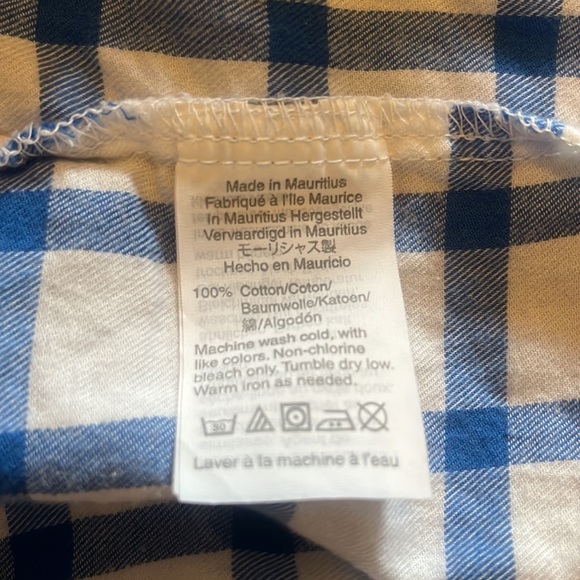 Made in Mauritius
Fabriqué à l'Ile Maurice
In Mauritius Hergestellt
Vervaardigd in Mauritius
モーリシャス製
Hecho en Mauricio
100% Cotton/Coton/
Baumwolle/Katoen/
綿/Algodón
Machine wash cold, with
like colors. Non-chlorine
bleach only. Tumble dry low.
Warm iron as needed.
30
Laver à la machine à l'eau